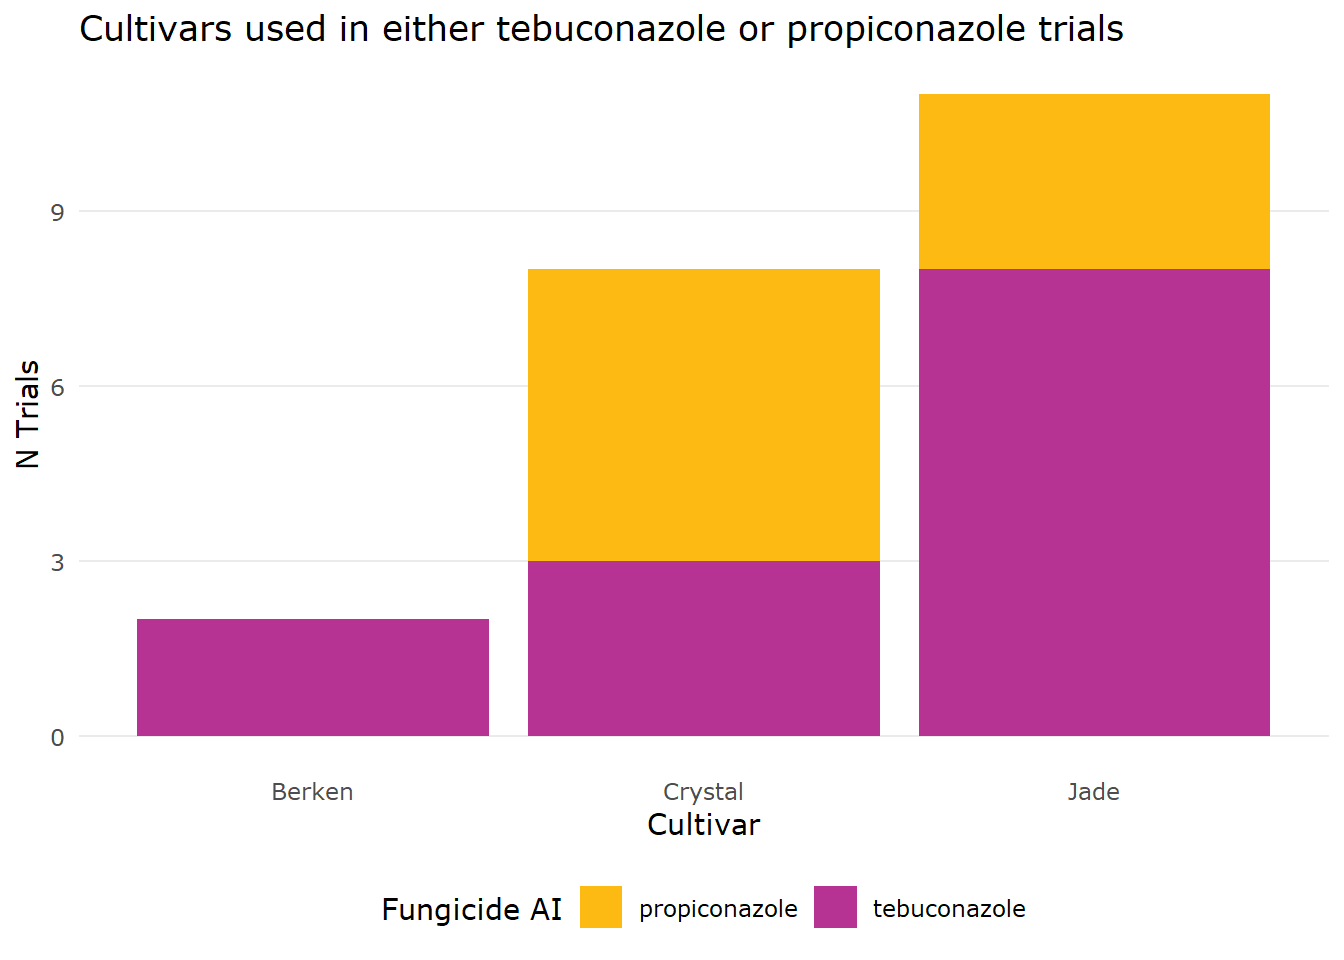 Cultivars used in either tebuconazole or propiconazole trials
N Trials
9
6
3
0
Berken Crystal Jade
Cultivar
Fungicide AI propiconazole tebuconazole